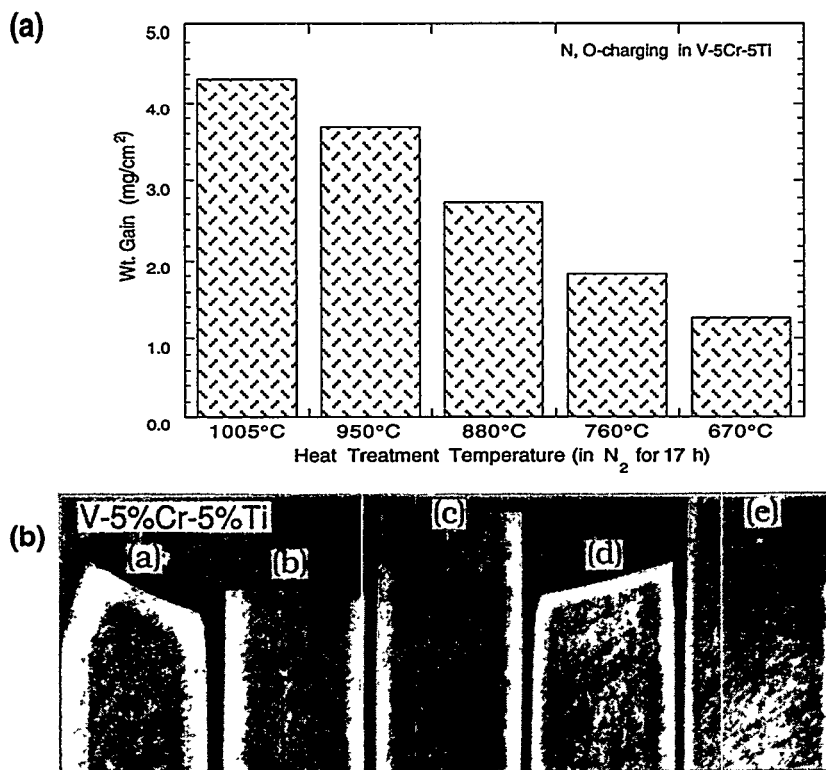 (a)
5.0
4.0
3.0
2.0
1.0
0.0
Wt. Gain (mg/cm²)
N, O-charging in V-5Cr-5Ti
1005°C 950°C 880°C 760°C 670°C
Heat Treatment Temperature (in N₂ for 17 h)
(b)
V-5%Cr-5%Ti
(a) (b) (c) (d) (e)